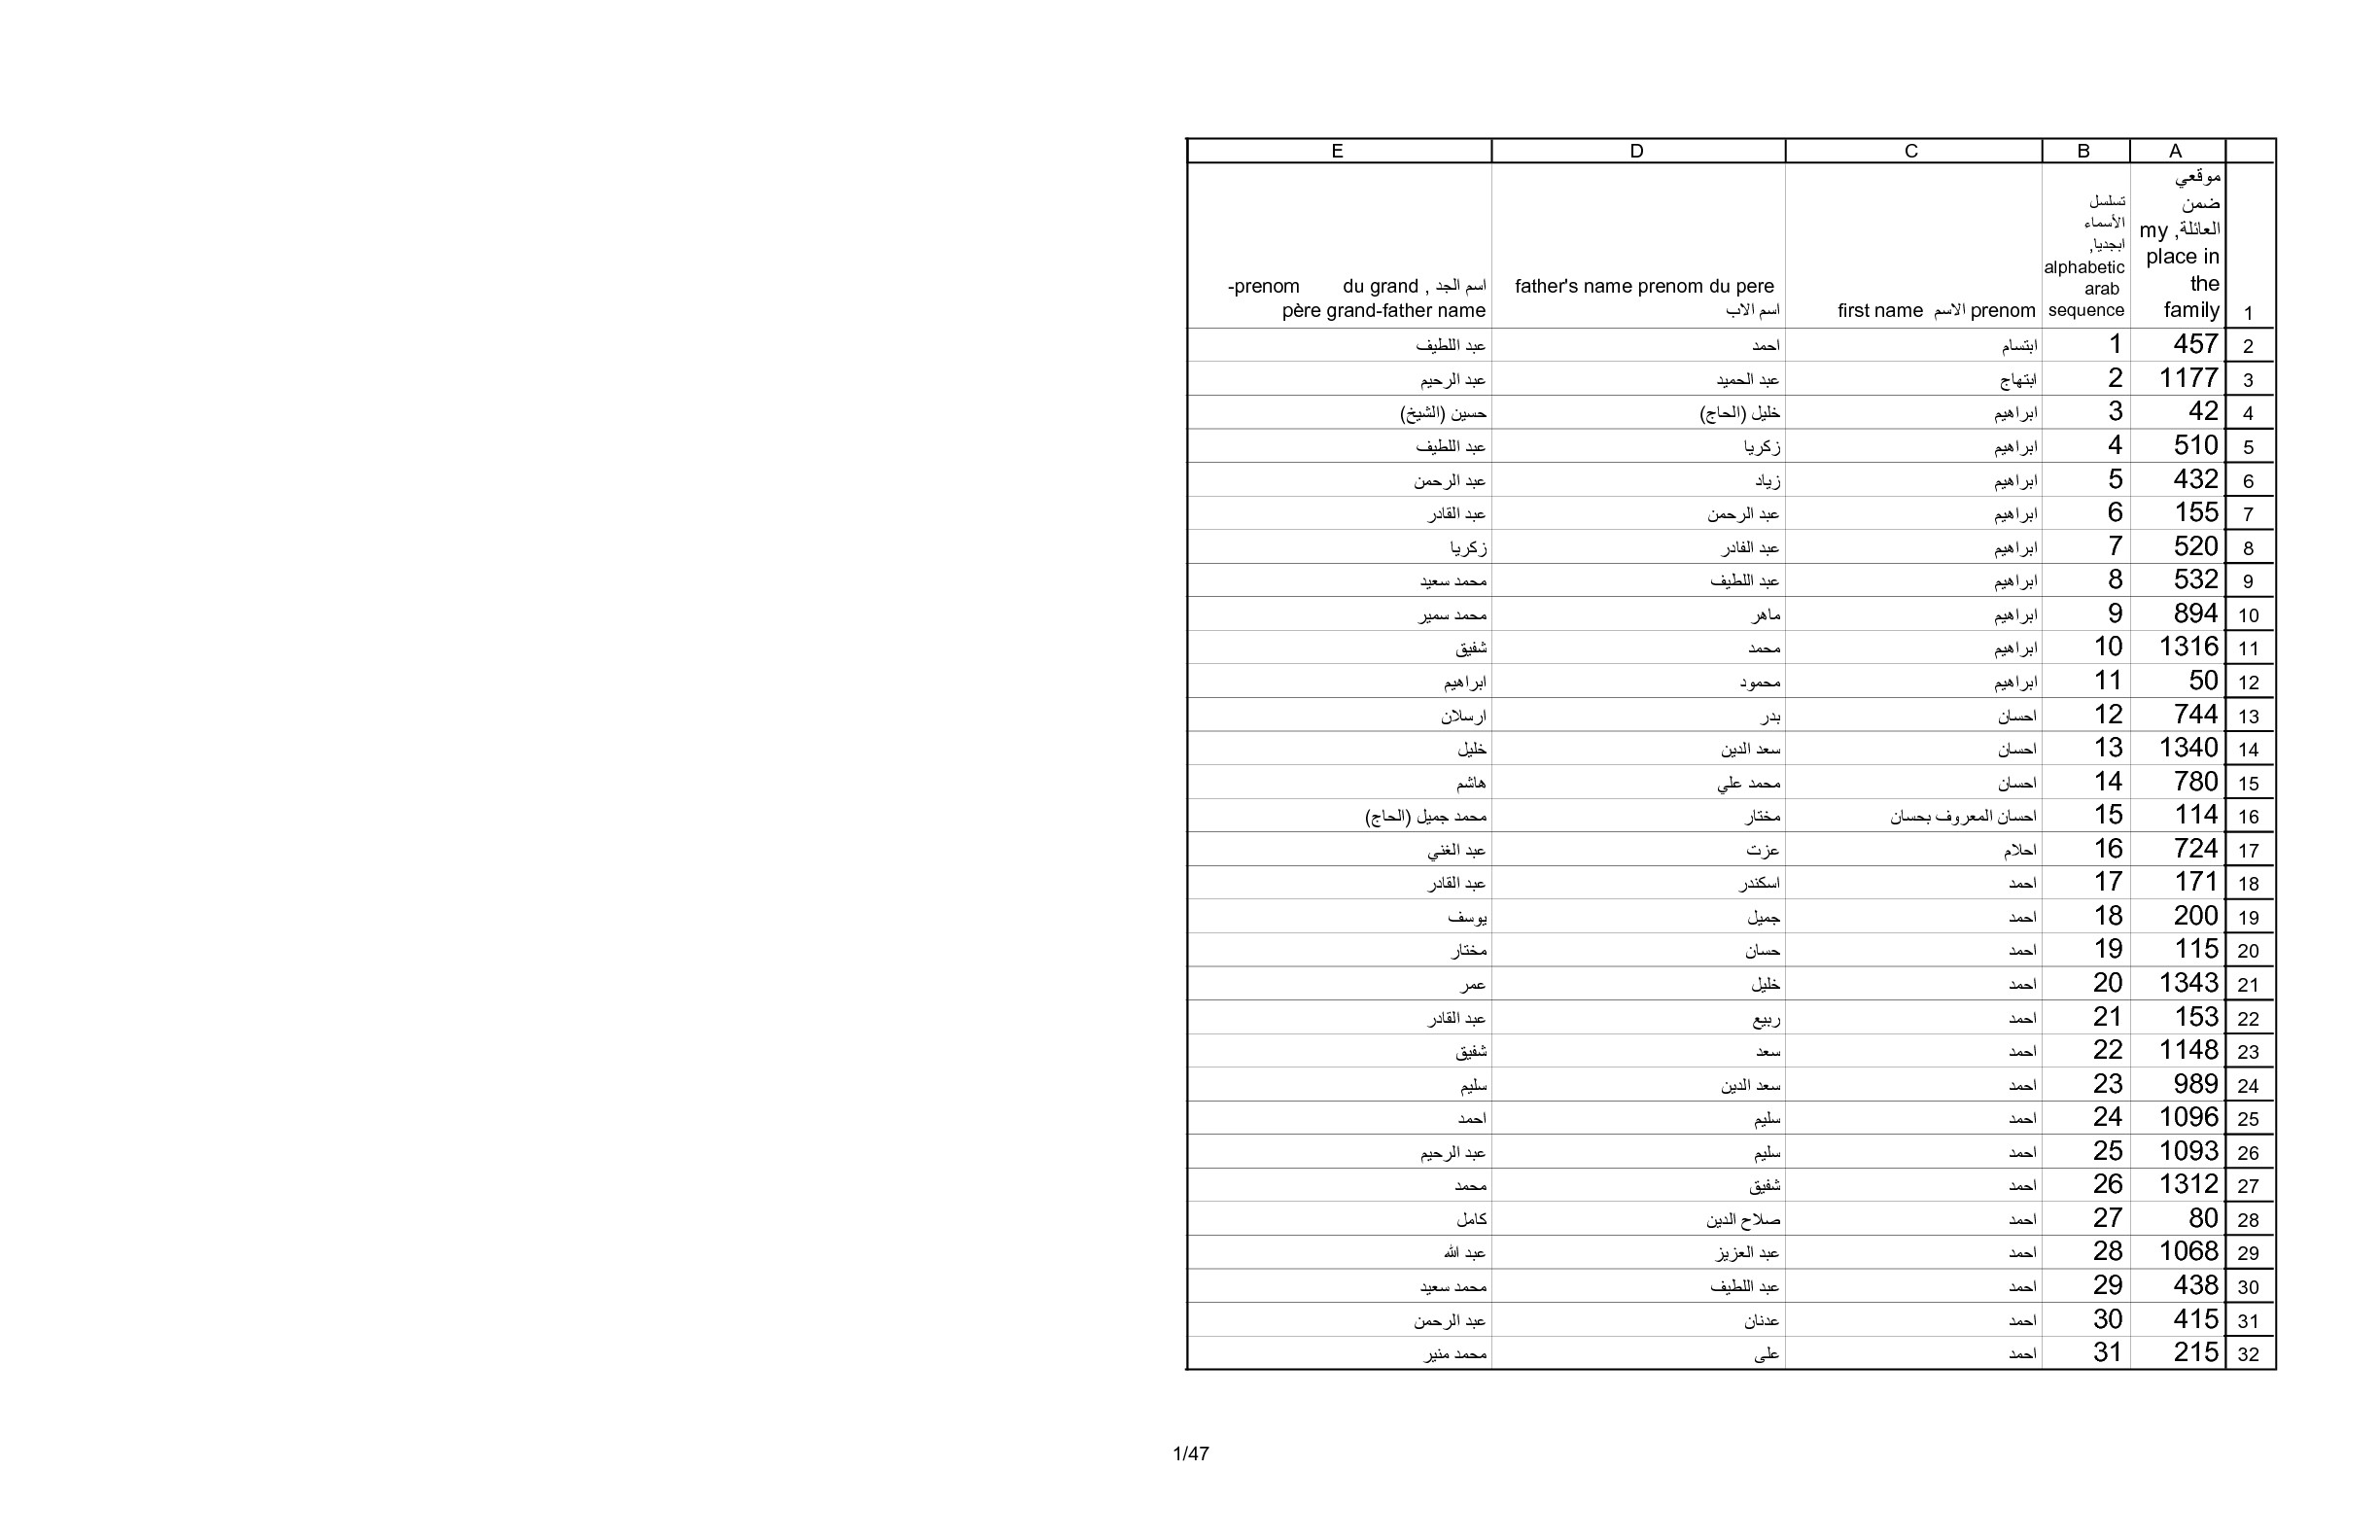 A B C D E
1 موقعي ضمن العائلة, my place in the family تسلسل الأسماء ابجديا, alphabetic arab sequence first name الاسم prenom father's name prenom du pere اسم الاب اسم الجد , du grand -prenom père grand-father name
2 457 1 ابتسام احمد عبد اللطيف
3 1177 2 ابتهاج عبد الحميد عبد الرحيم
4 42 3 ابراهيم خليل (الحاج) حسين (الشيخ)
5 510 4 ابراهيم زكريا عبد اللطيف
6 432 5 ابراهيم زياد عبد الرحمن
7 155 6 ابراهيم عبد الرحمن عبد القادر
8 520 7 ابراهيم عبد الفادر زكريا
9 532 8 ابراهيم عبد اللطيف محمد سعيد
10 894 9 ابراهيم ماهر محمد سمير
11 1316 10 ابراهيم محمد شفيق
12 50 11 ابراهيم محمود ابراهيم
13 744 12 احسان بدر ارسلان
14 1340 13 احسان سعد الدين خليل
15 780 14 احسان محمد علي هاشم
16 114 15 احسان المعروف بحسان مختار محمد جميل (الحاج)
17 724 16 احلام عزت عبد الغني
18 171 17 احمد اسكندر عبد القادر
19 200 18 احمد جميل يوسف
20 115 19 احمد حسان مختار
21 1343 20 احمد خليل عمر
22 153 21 احمد ربيع عبد القادر
23 1148 22 احمد سعد شفيق
24 989 23 احمد سعد الدين سليم
25 1096 24 احمد سليم احمد
26 1093 25 احمد سليم عبد الرحيم
27 1312 26 احمد شفيق محمد
28 80 27 احمد صلاح الدين كامل
29 1068 28 احمد عبد العزيز عبد الله
30 438 29 احمد عبد اللطيف محمد سعيد
31 415 30 احمد عدنان عبد الرحمن
32 215 31 احمد على محمد منير
1/47